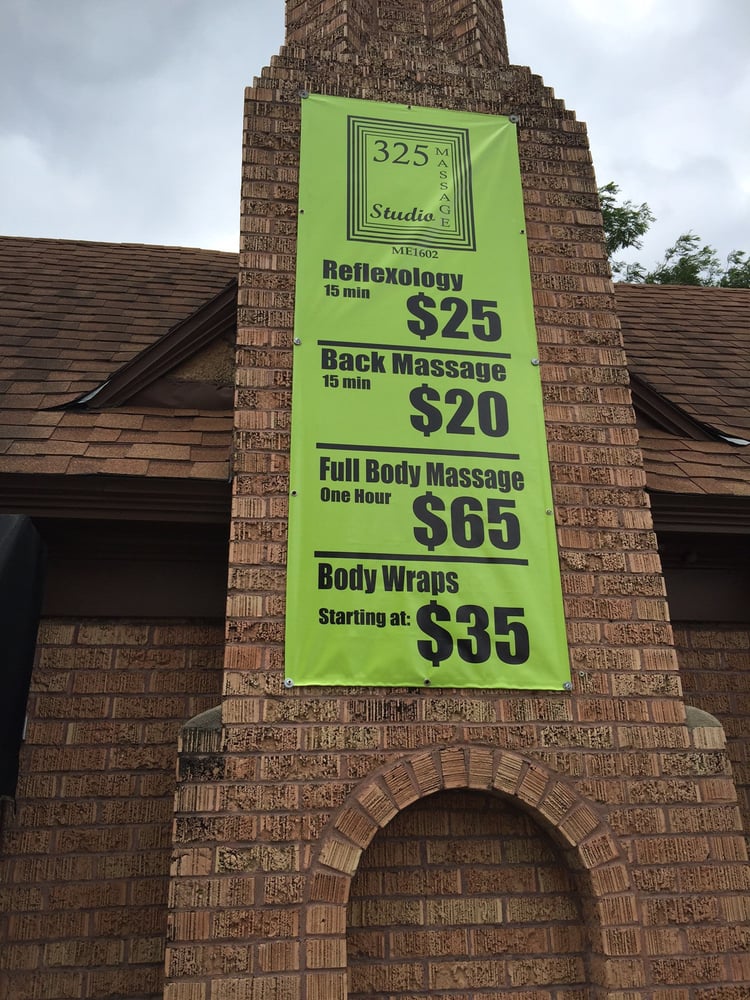 325
MASSAGE
Studio
ME1602
Reflexology
15 min
$25
Back Massage
15 min
$20
Full Body Massage
One Hour
$65
Body Wraps
Starting at: $35